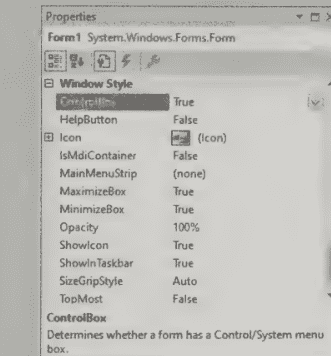 Properties
Form1 System.Windows.Forms.Form
Window Style
ControlBox True
HelpButton False
Icon (Icon)
IsMdiContainer False
MainMenuStrip (none)
MaximizeBox True
MinimizeBox True
Opacity 100%
ShowIcon True
ShowInTaskbar True
SizeGripStyle Auto
TopMost False
ControlBox
Determines whether a form has a Control/System menu
box.